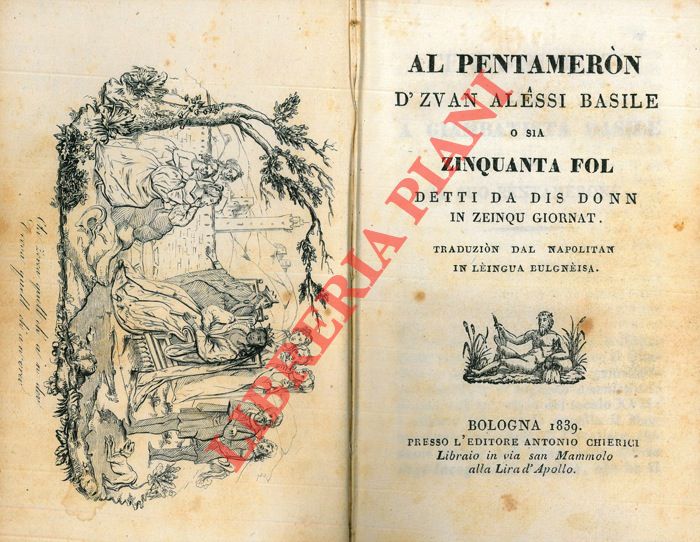 AL PENTAMERÒN
D' ZVAN ALÊSSI BASILE
O SIA
ZINQUANTA FOL
DETTI DA DIS DONN
IN ZEINQU GIORNAT.
TRADUZIÒN DAL NAPOLITAN
IN LÈINGUA BULGNÈISA.
BOLOGNA 1839.
PRESSO L'EDITORE ANTONIO CHIERICI
Libraio in via san Mammolo
alla Lira d'Apollo.
LIBRERIA PIANI